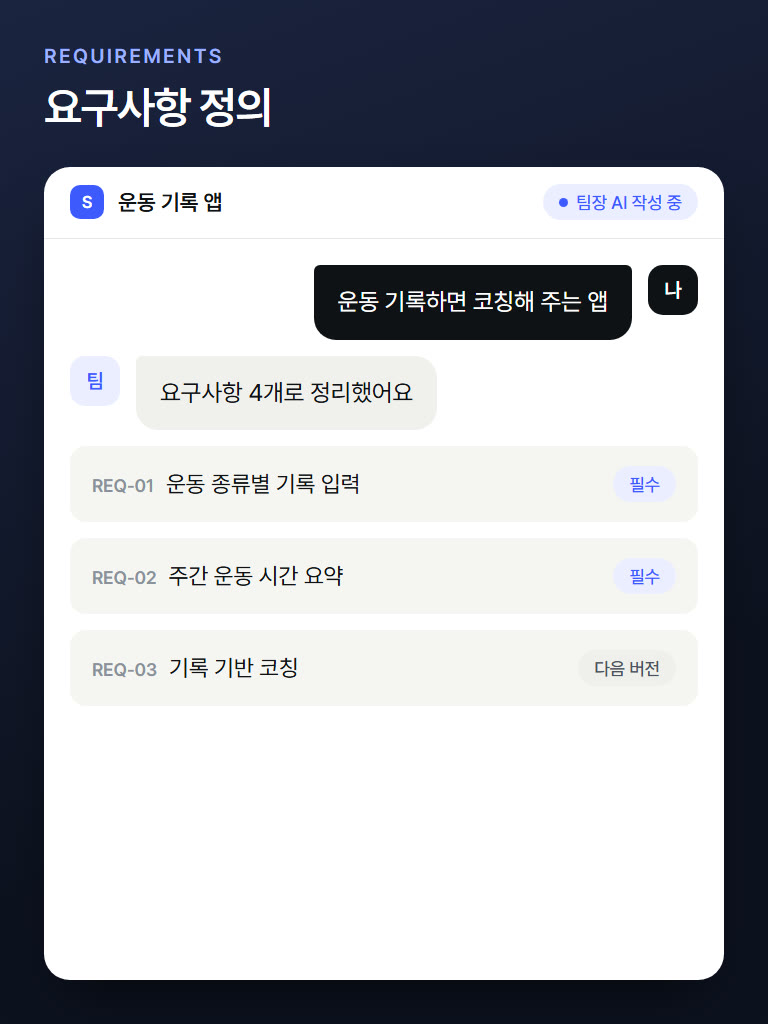 REQUIREMENTS
요구사항 정의
S 운동 기록 앱 팀장 AI 작성 중
운동 기록하면 코칭해 주는 앱 나
팀 요구사항 4개로 정리했어요
REQ-01 운동 종류별 기록 입력 필수
REQ-02 주간 운동 시간 요약 필수
REQ-03 기록 기반 코칭 다음 버전